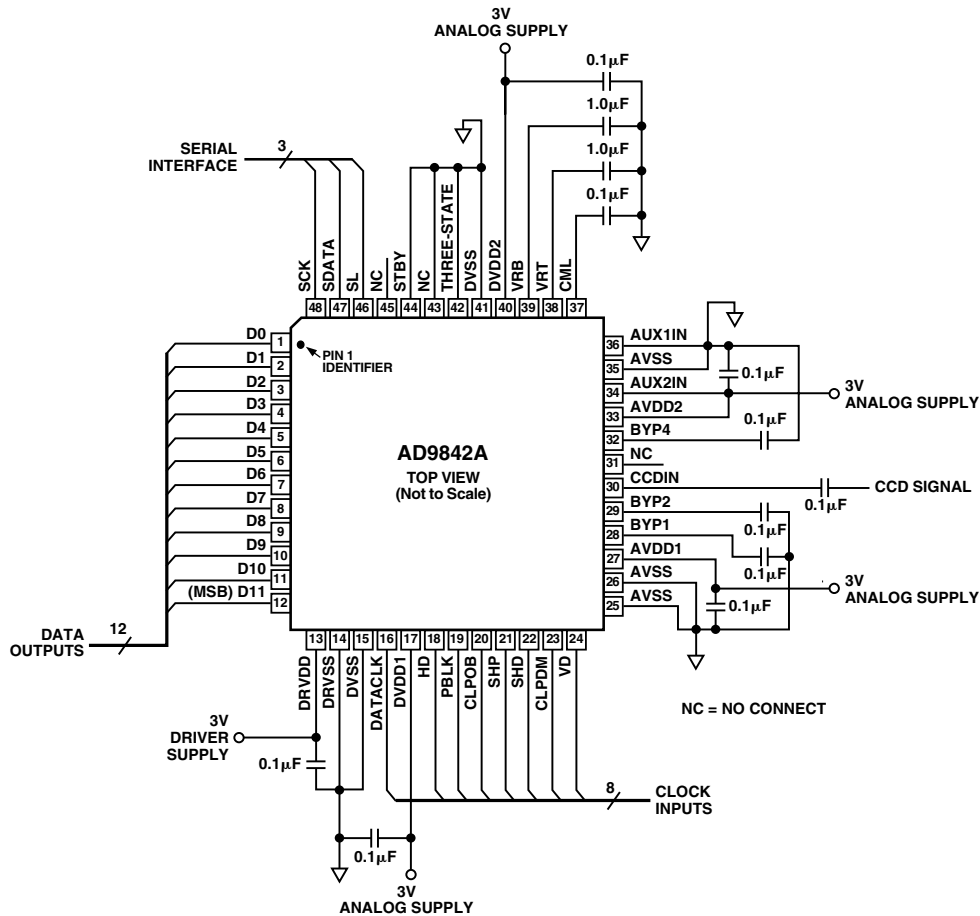 3V
ANALOG SUPPLY
0.1µF
1.0µF
1.0µF
0.1µF
SERIAL
INTERFACE
3
SCK
SDATA
SL
NC
STBY
NC
THREE-STATE
DVSS
DVDD2
VRB
VRT
CML
48
47
46
45
44
43
42
41
40
39
38
37
D0
D1
D2
D3
D4
D5
D6
D7
D8
D9
D10
(MSB) D11
1
2
3
4
5
6
7
8
9
10
11
12
PIN 1
IDENTIFIER
AD9842A
TOP VIEW
(Not to Scale)
36
35
34
33
32
31
30
29
28
27
26
25
AUX1IN
AVSS
AUX2IN
AVDD2
BYP4
NC
CCDIN
BYP2
BYP1
AVDD1
AVSS
AVSS
0.1µF
3V
ANALOG SUPPLY
0.1µF
0.1µF
CCD SIGNAL
0.1µF
0.1µF
3V
ANALOG SUPPLY
0.1µF
DATA
OUTPUTS
12
13
14
15
16
17
18
19
20
21
22
23
24
DRVDD
DRVSS
DVSS
DATACLK
DVDD1
HD
PBLK
CLPOB
SHP
SHD
CLPDM
VD
NC = NO CONNECT
3V
DRIVER
SUPPLY
0.1µF
8
CLOCK
INPUTS
0.1µF
3V
ANALOG SUPPLY